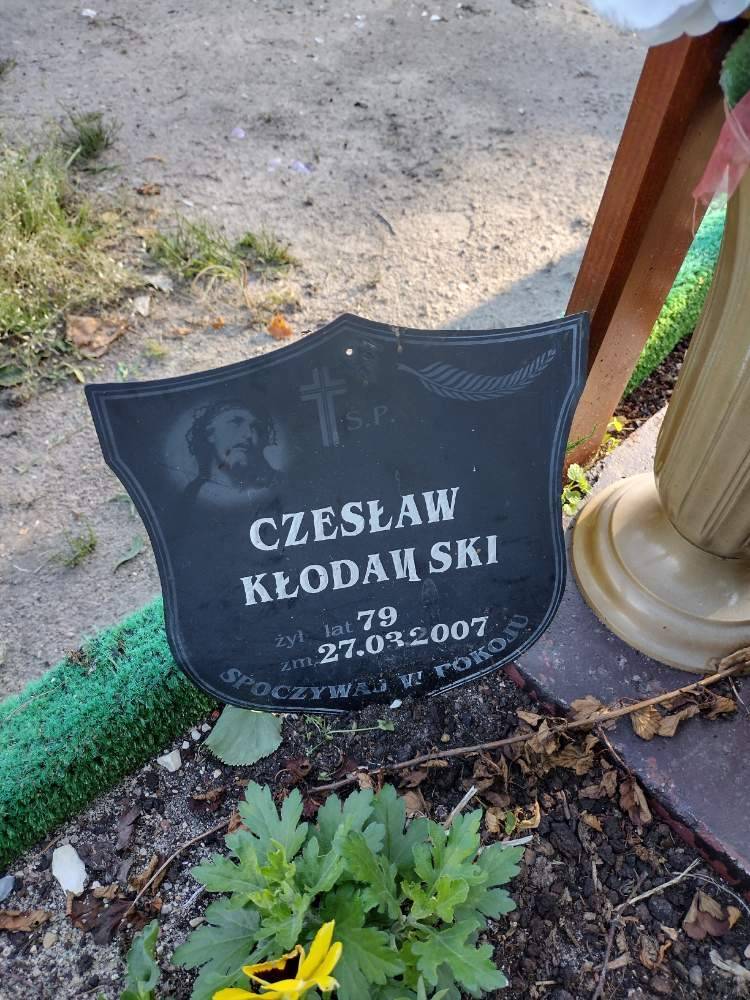 Ś.P.
CZESŁAW
KŁODAWSKI
żył lat 79
zm. 27.03.2007
SPOCZYWAJ W POKOJU